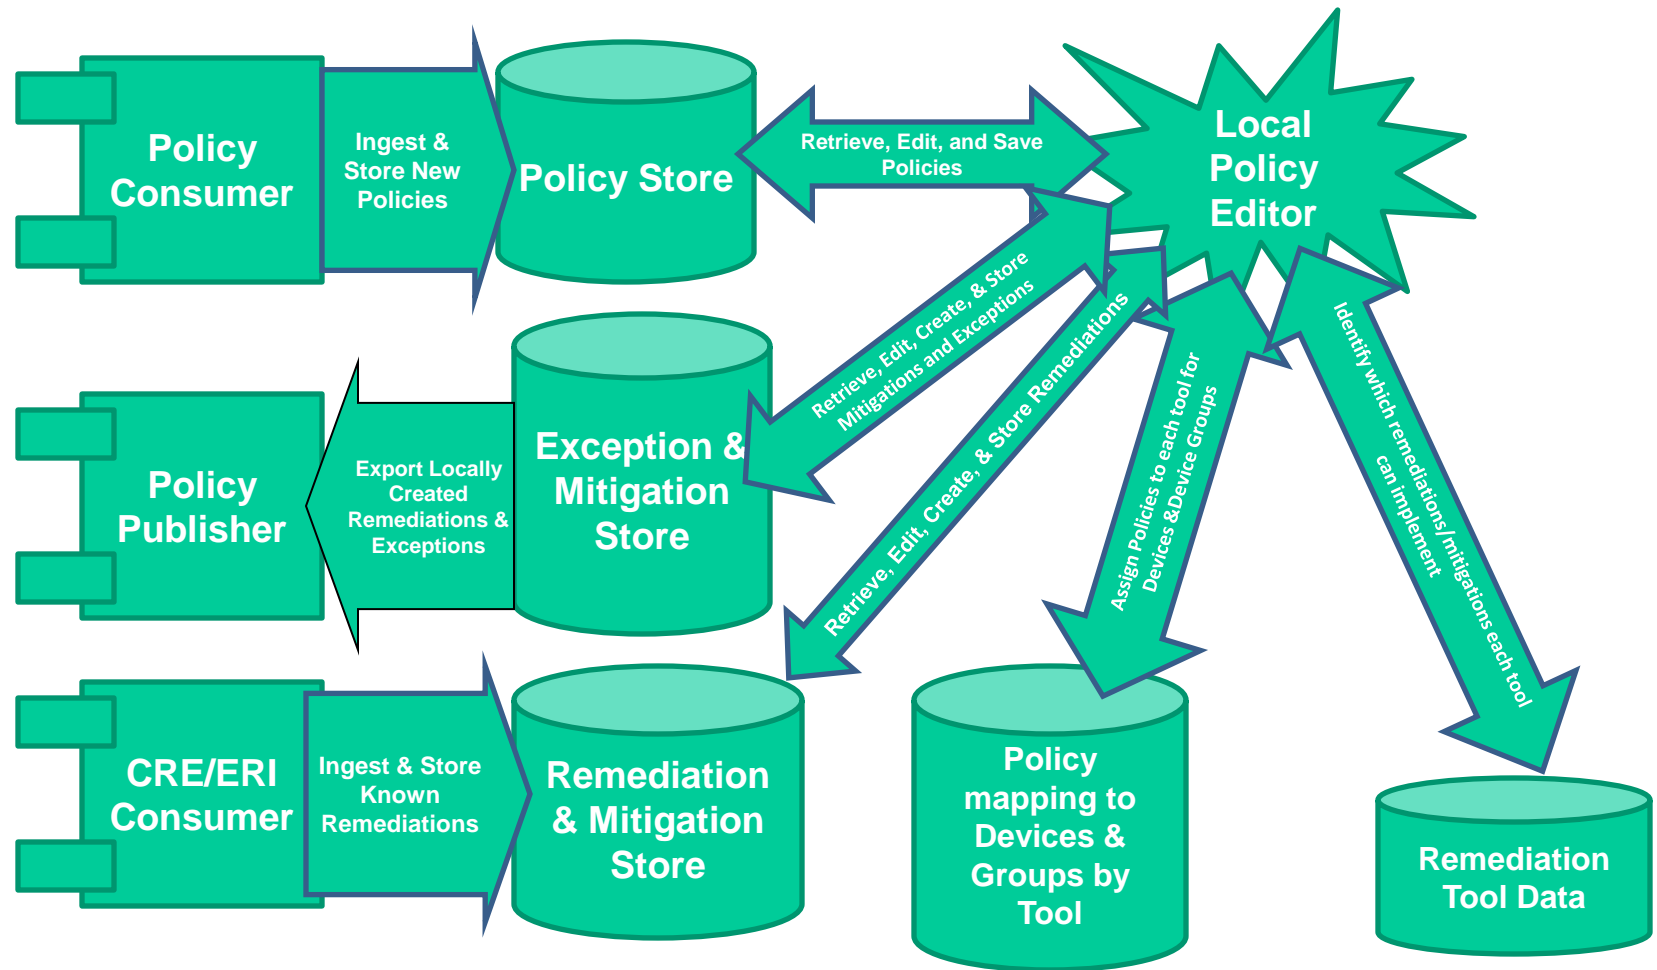 Policy
Consumer
Ingest &
Store New
Policies
Policy Store
Retrieve, Edit, and Save
Policies
Local
Policy
Editor
Retrieve, Edit, Create, & Store
Mitigations and Exceptions
Retrieve, Edit, Create, & Store Remediations
Assign Policies to each tool for
Devices &Device Groups
Identify which remediations/mitigations each tool
can implement
Policy
Publisher
Export Locally
Created
Remediations &
Exceptions
Exception &
Mitigation
Store
CRE/ERI
Consumer
Ingest & Store
Known
Remediations
Remediation
& Mitigation
Store
Policy
mapping to
Devices &
Groups by
Tool
Remediation
Tool Data